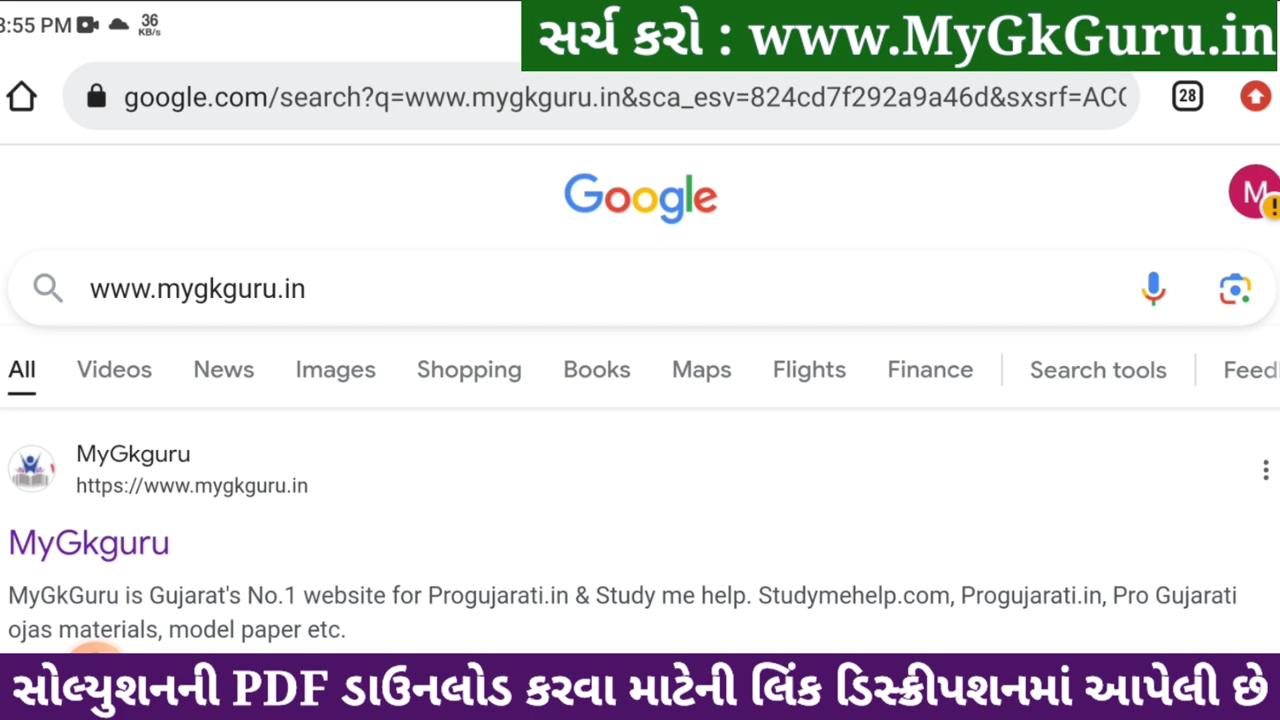 3:55 PM 36 KB/s
સર્ચ કરો : www.MyGkGuru.in
google.com/search?q=www.mygkguru.in&sca_esv=824cd7f292a9a46d&sxsrf=AC
28
Google
M
www.mygkguru.in
All Videos News Images Shopping Books Maps Flights Finance Search tools Feed
MyGkguru
https://www.mygkguru.in
MyGkguru
MyGkGuru is Gujarat's No.1 website for Progujarati.in & Study me help. Studymehelp.com, Progujarati.in, Pro Gujarati
ojas materials, model paper etc.
સોલ્યુશનની PDF ડાઉનલોડ કરવા માટેની લિંક ડિસ્ક્રીપશનમાં આપેલી છે